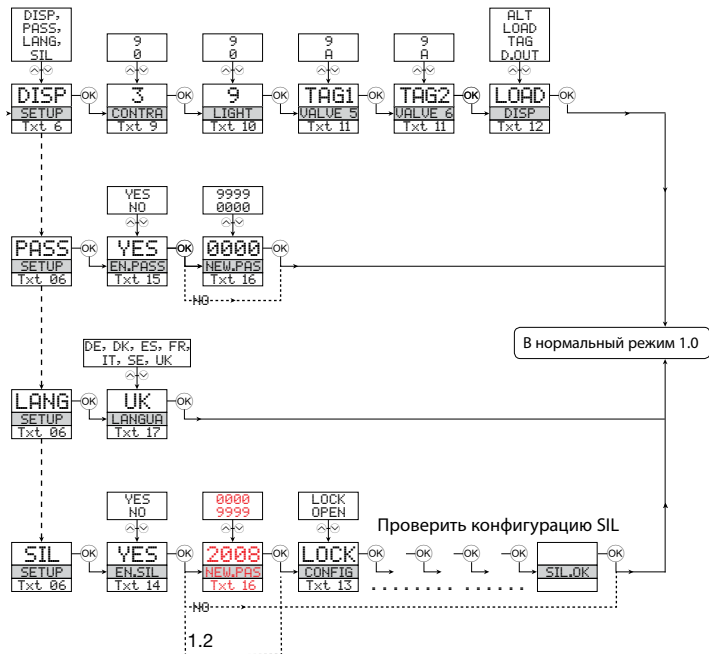 DISP,
PASS,
LANG,
SIL
9
0
9
0
9
A
9
A
ALT
LOAD
TAG
D.OUT
DISP OK 3 OK 9 OK TAG1 OK TAG2 OK LOAD OK
SETUP CONTRA LIGHT VALVE 5 VALVE 6 DISP
Txt 6 Txt 9 Txt 10 Txt 11 Txt 11 Txt 12
YES
NO
9999
0000
PASS OK YES OK 0000 OK
SETUP EN.PASS NEW.PAS
Txt 06 Txt 15 Txt 16
NO
В нормальный режим 1.0
DE, DK, ES, FR,
IT, SE, UK
LANG OK UK OK
SETUP LANGUA
Txt 06 Txt 17
YES
NO
0000
9999
LOCK
OPEN
Проверить конфигурацию SIL
SIL OK YES OK 2008 OK LOCK OK OK OK OK OK
SETUP EN.SIL NEW.PAS CONFIG SIL.OK
Txt 06 Txt 14 Txt 16 Txt 13
NO
1.2